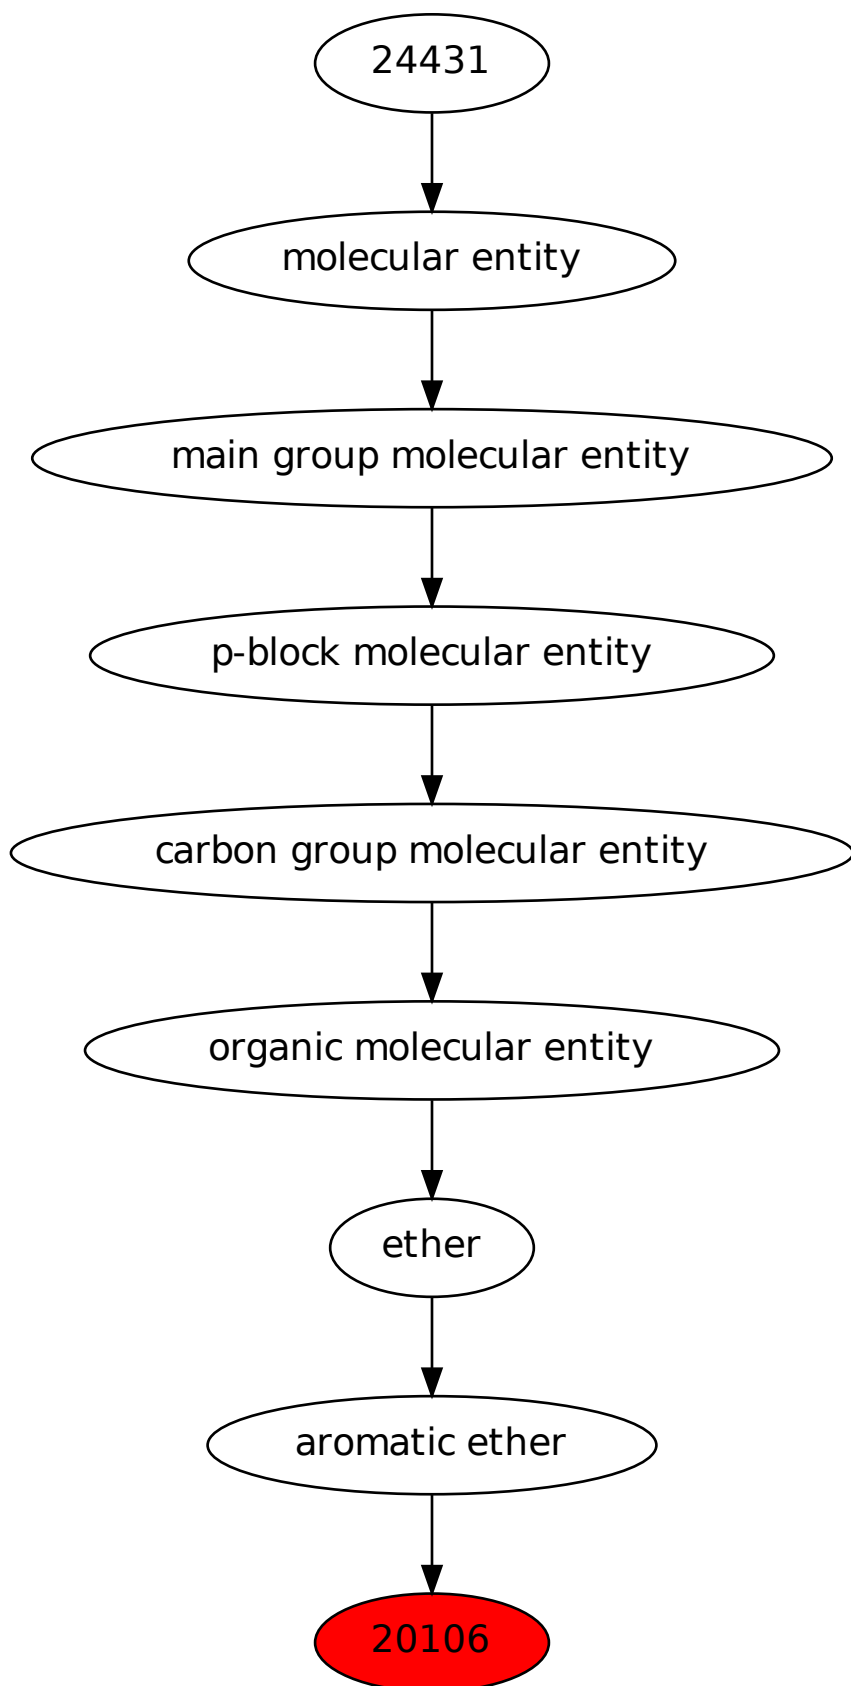 24431
molecular entity
main group molecular entity
p-block molecular entity
carbon group molecular entity
organic molecular entity
ether
aromatic ether
20106